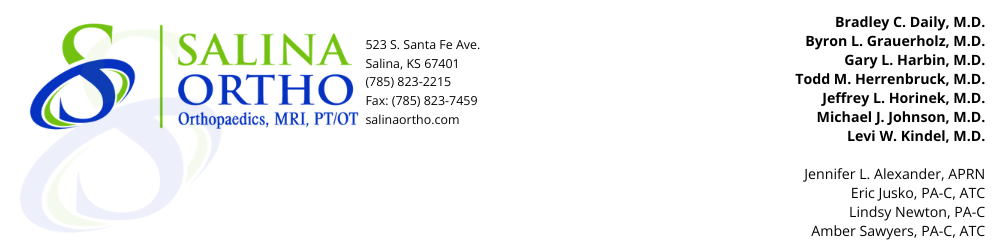 SALINA
ORTHO
Orthopaedics, MRI, PT/OT
523 S. Santa Fe Ave.
Salina, KS 67401
(785) 823-2215
Fax: (785) 823-7459
salinaortho.com
Bradley C. Daily, M.D.
Byron L. Grauerholz, M.D.
Gary L. Harbin, M.D.
Todd M. Herrenbruck, M.D.
Jeffrey L. Horinek, M.D.
Michael J. Johnson, M.D.
Levi W. Kindel, M.D.
Jennifer L. Alexander, APRN
Eric Jusko, PA-C, ATC
Lindsy Newton, PA-C
Amber Sawyers, PA-C, ATC